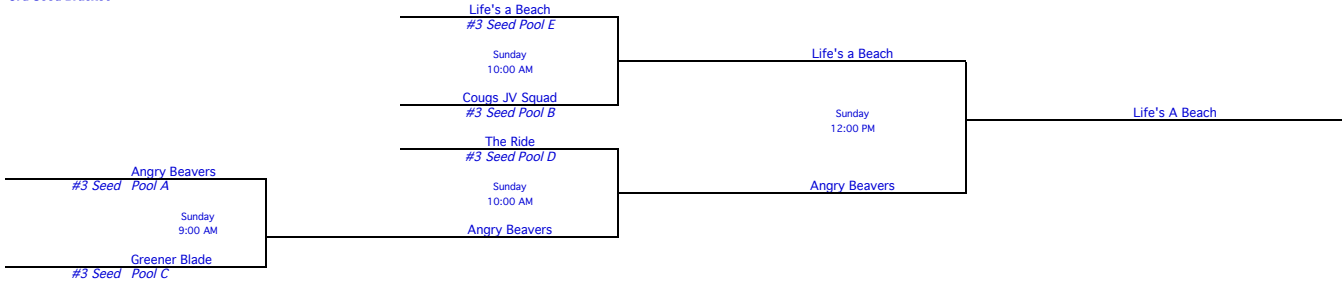 Life's a Beach
#3 Seed Pool E
Sunday
10:00 AM
Cougs JV Squad
#3 Seed Pool B
Life's a Beach
Sunday
12:00 PM
Life's A Beach
The Ride
#3 Seed Pool D
Sunday
10:00 AM
Angry Beavers
Angry Beavers
Angry Beavers
#3 Seed Pool A
Sunday
9:00 AM
Greener Blade
#3 Seed Pool C